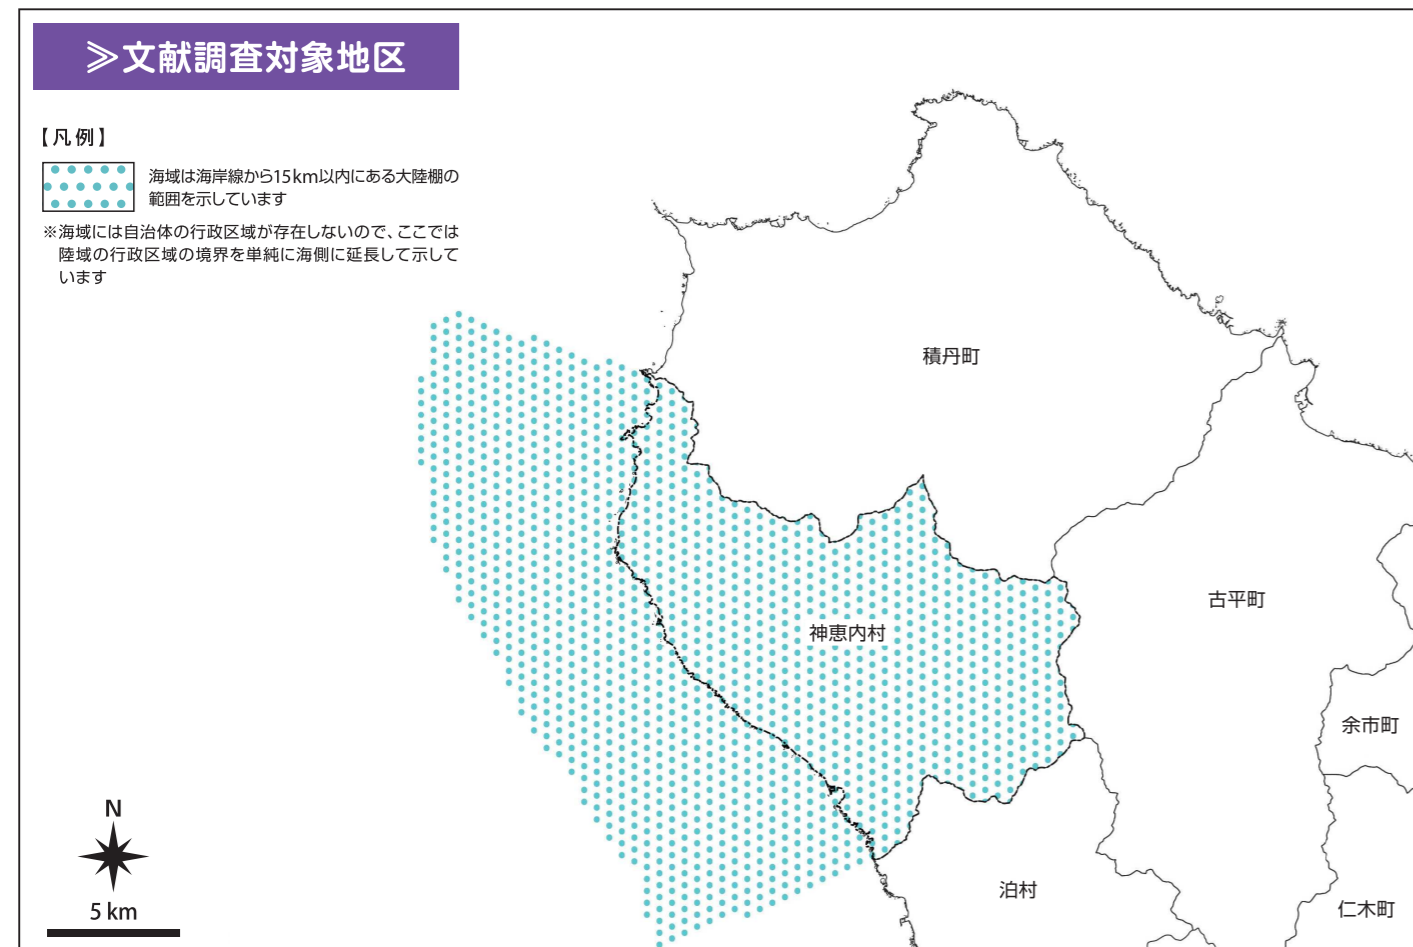 ≫文献調査対象地区
【凡例】
海域は海岸線から15km以内にある大陸棚の
範囲を示しています
※海域には自治体の行政区域が存在しないので、ここでは
陸域の行政区域の境界を単純に海側に延長して示して
います
積丹町
古平町
神恵内村
余市町
泊村
仁木町
N
5 km